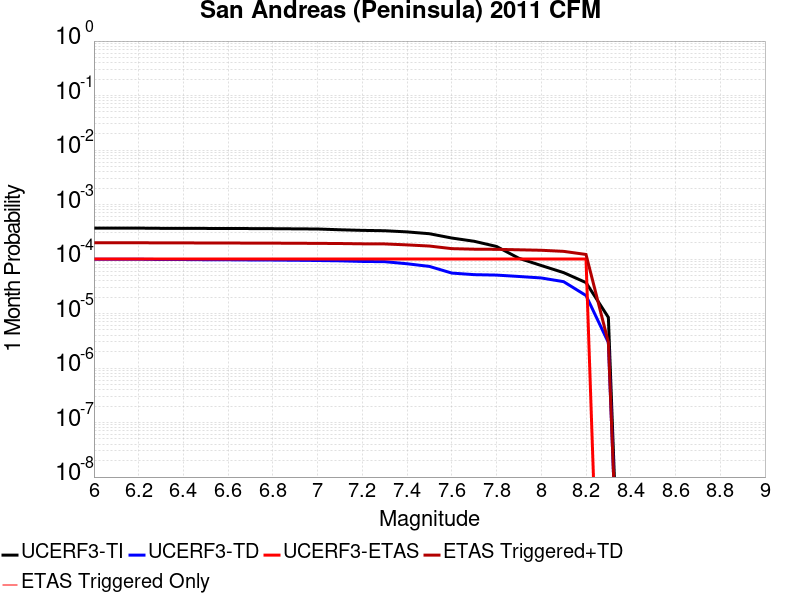 San Andreas (Peninsula) 2011 CFM
10^0
10^-1
10^-2
10^-3
10^-4
10^-5
10^-6
10^-7
10^-8
1 Month Probability
6 6.2 6.4 6.6 6.8 7 7.2 7.4 7.6 7.8 8 8.2 8.4 8.6 8.8 9
Magnitude
UCERF3-TI UCERF3-TD UCERF3-ETAS ETAS Triggered+TD
ETAS Triggered Only